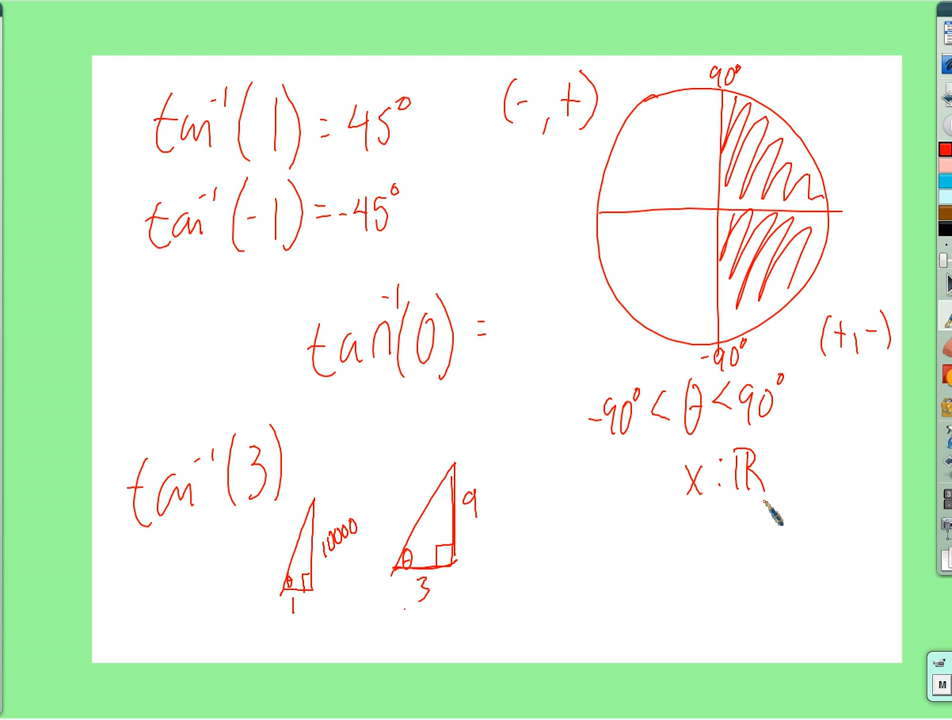 tan⁻¹(1) = 45°
(-, +)
90°
tan⁻¹(-1) = -45°
tan⁻¹(0) =
(+, -)
-90°
-90° < θ < 90°
tan⁻¹(3)
x : ℝ
10000
θ
1
9
θ
3
M